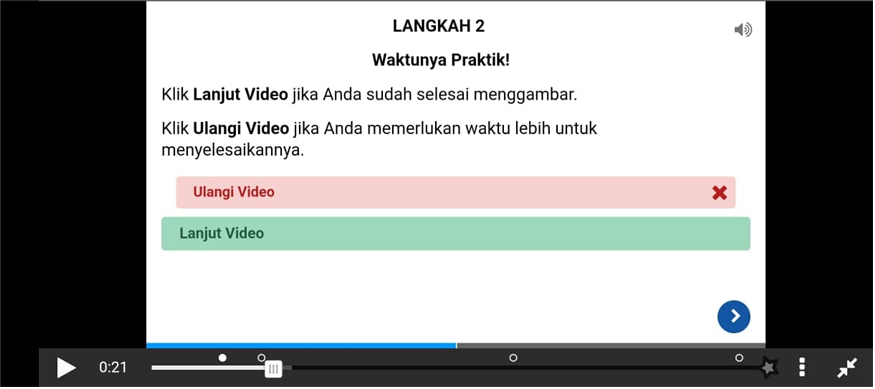 LANGKAH 2
Waktunya Praktik!
Klik Lanjut Video jika Anda sudah selesai menggambar.
Klik Ulangi Video jika Anda memerlukan waktu lebih untuk
menyelesaikannya.
Ulangi Video
Lanjut Video
0:21